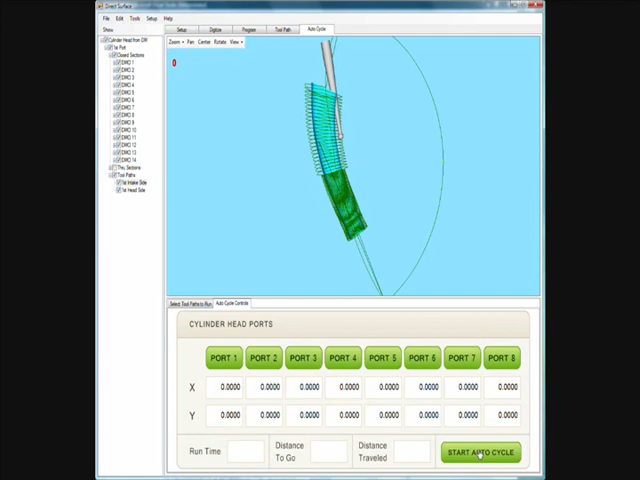 Direct Surface
File Edit Tools Setup Help
Show
Setup Digitize Program Tool Path Auto Cycle
Zoom Pan Center Rotate View
0
Cylinder Head from DXF
1st Port
Closed Sections
DMO 1
DMO 2
DMO 3
DMO 4
DMO 5
DMO 6
DMO 7
DMO 8
DMO 9
DMO 10
DMO 11
DMO 12
DMO 13
DMO 14
Thru Sections
Tool Paths
1st Intake Side
1st Head Side
Select Tool Paths to Run Auto Cycle Controls
CYLINDER HEAD PORTS
PORT 1 PORT 2 PORT 3 PORT 4 PORT 5 PORT 6 PORT 7 PORT 8
X 0.0000 0.0000 0.0000 0.0000 0.0000 0.0000 0.0000 0.0000
Y 0.0000 0.0000 0.0000 0.0000 0.0000 0.0000 0.0000 0.0000
Run Time
Distance To Go
Distance Traveled
START AUTO CYCLE